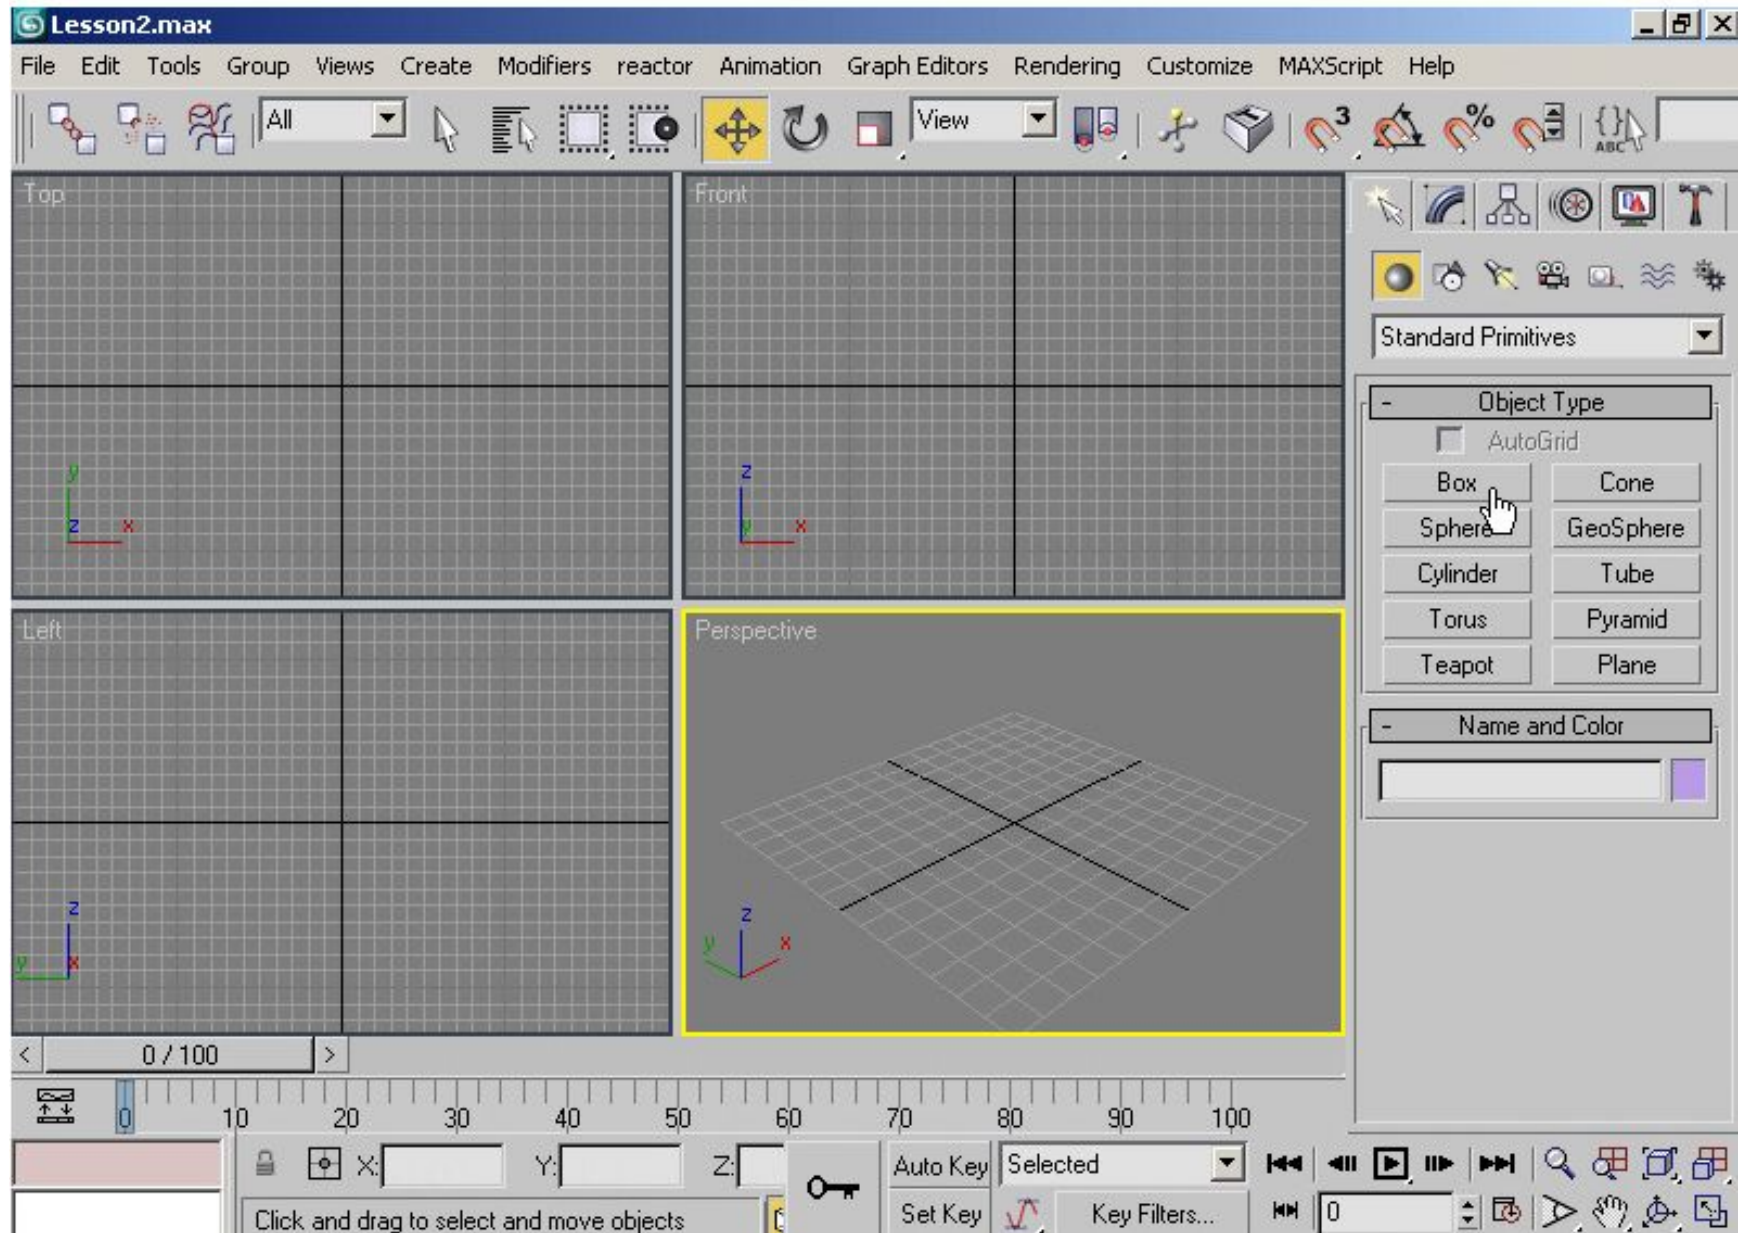 Lesson2.max
File Edit Tools Group Views Create Modifiers reactor Animation Graph Editors Rendering Customize MAXScript Help
All View 3 % {} ABC
Top
Front
y
z x
z
y x
Standard Primitives
- Object Type
AutoGrid
Box Cone
Sphere GeoSphere
Cylinder Tube
Torus Pyramid
Teapot Plane
- Name and Color
Left
Perspective
z
y x
z
y x
< 0 / 100 >
0 10 20 30 40 50 60 70 80 90 100
X: Y: Z: Auto Key Selected
Click and drag to select and move objects Set Key Key Filters... 0